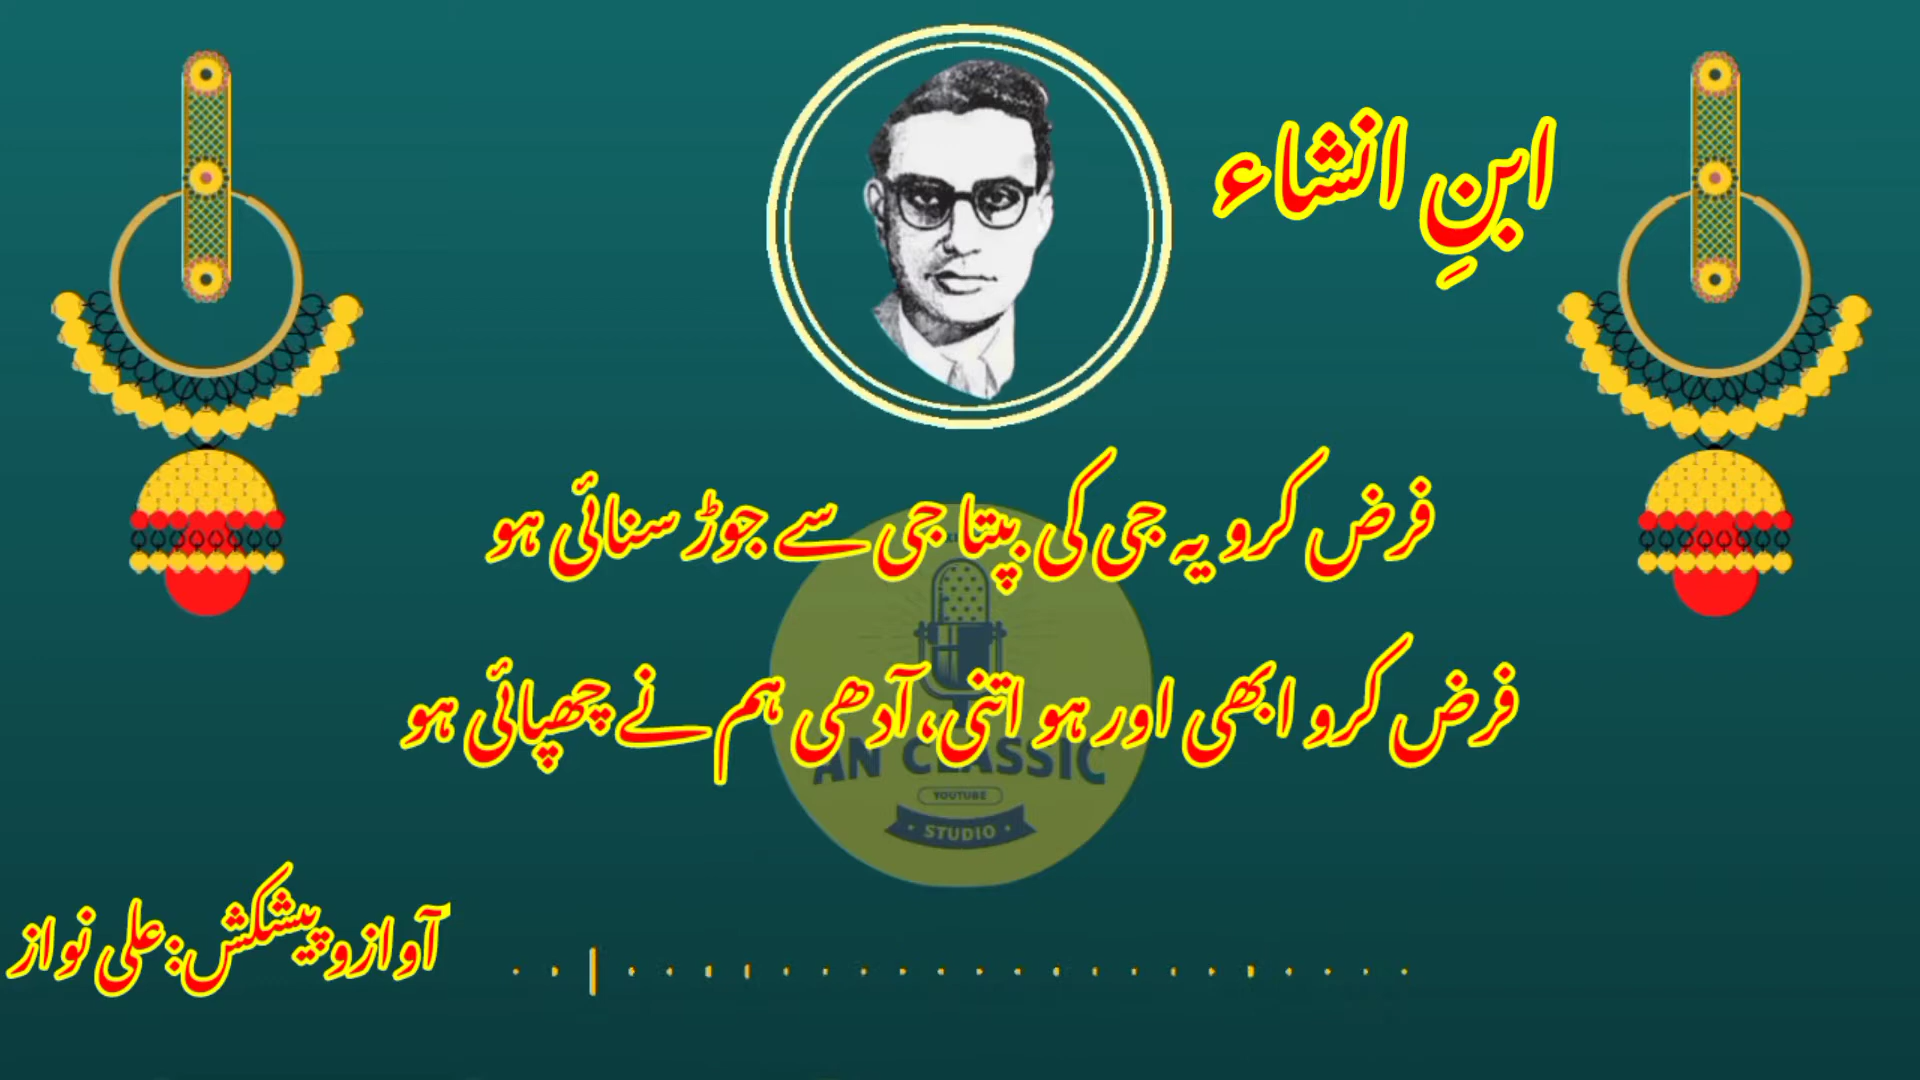 ابنِ انشاء
فرض کرو یہ جی کی بپتا جی سے جوڑ سنائی ہو
فرض کرو ابھی اور ہو اتنی، آدھی ہم نے چھپائی ہو
AN CLASSIC
YOUTUBE
STUDIO
آواز و پیشکش: علی نواز